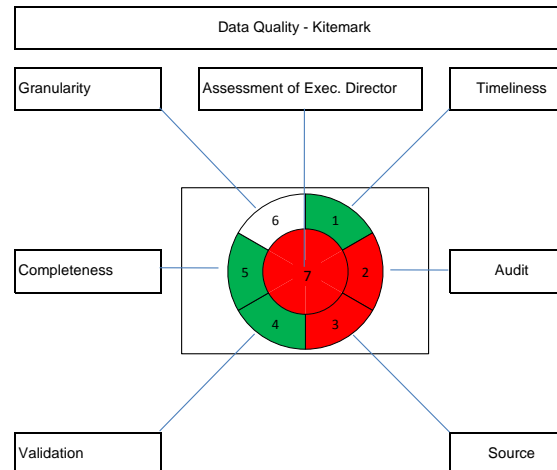 Data Quality - Kitemark
Granularity
Assessment of Exec. Director
Timeliness
6
1
Completeness
5
7
2
Audit
4
3
Validation
Source